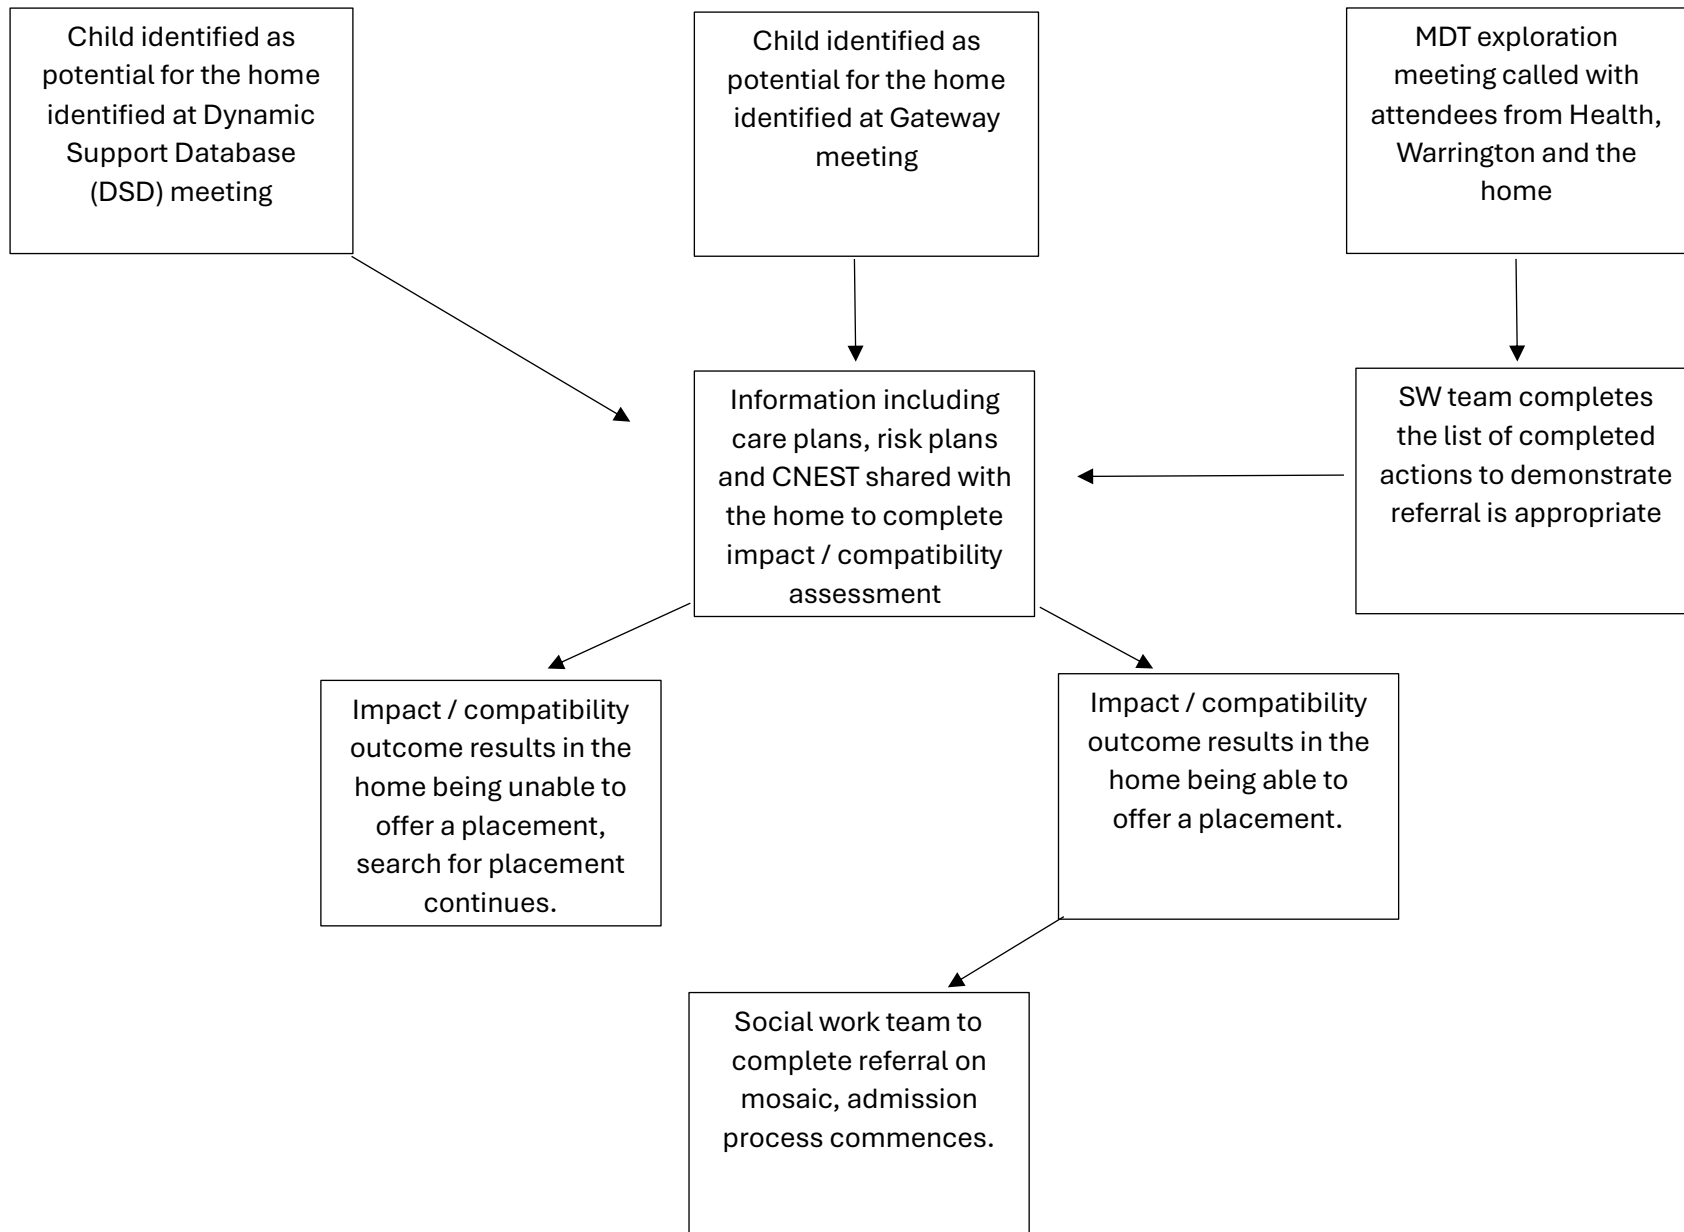 Child identified as
potential for the home
identified at Dynamic
Support Database
(DSD) meeting
Child identified as
potential for the home
identified at Gateway
meeting
MDT exploration
meeting called with
attendees from Health,
Warrington and the
home
Information including
care plans, risk plans
and CNEST shared with
the home to complete
impact / compatibility
assessment
SW team completes
the list of completed
actions to demonstrate
referral is appropriate
Impact / compatibility
outcome results in the
home being unable to
offer a placement,
search for placement
continues.
Impact / compatibility
outcome results in the
home being able to
offer a placement.
Social work team to
complete referral on
mosaic, admission
process commences.